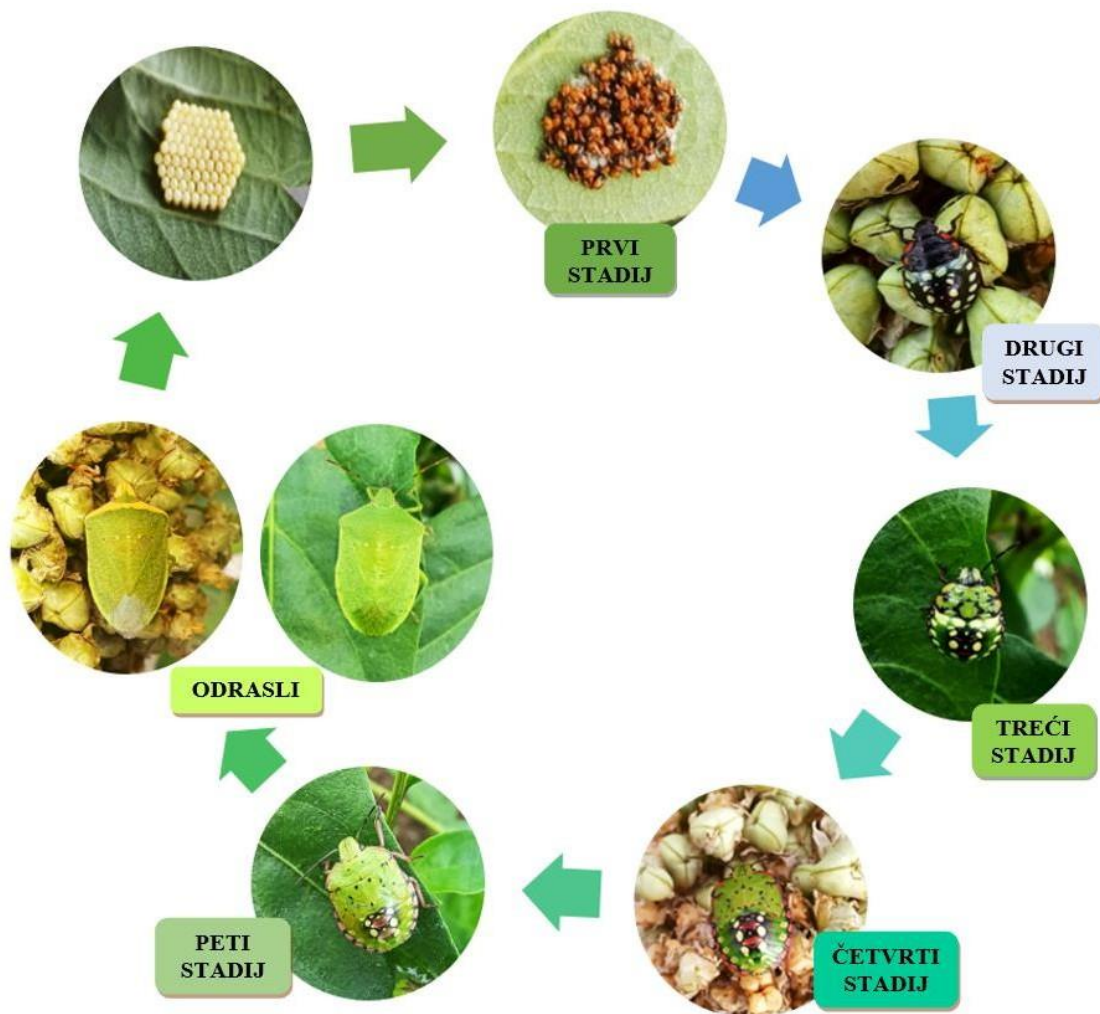 PRVI
STADIJ
DRUGI
STADIJ
TREĆI
STADIJ
ČETVRTI
STADIJ
PETI
STADIJ
ODRASLI